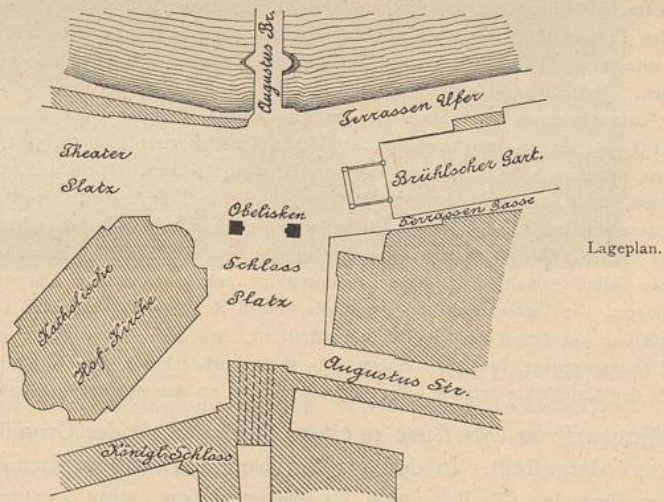 Augustus Br.
Terrassen Ufer
Theater
Platz
Brühlscher Gart.
Terrassen Gasse
Obelisken
Lageplan.
Schloss
Platz
Katholische
Hof-Kirche
Augustus Str.
Königl. Schloss